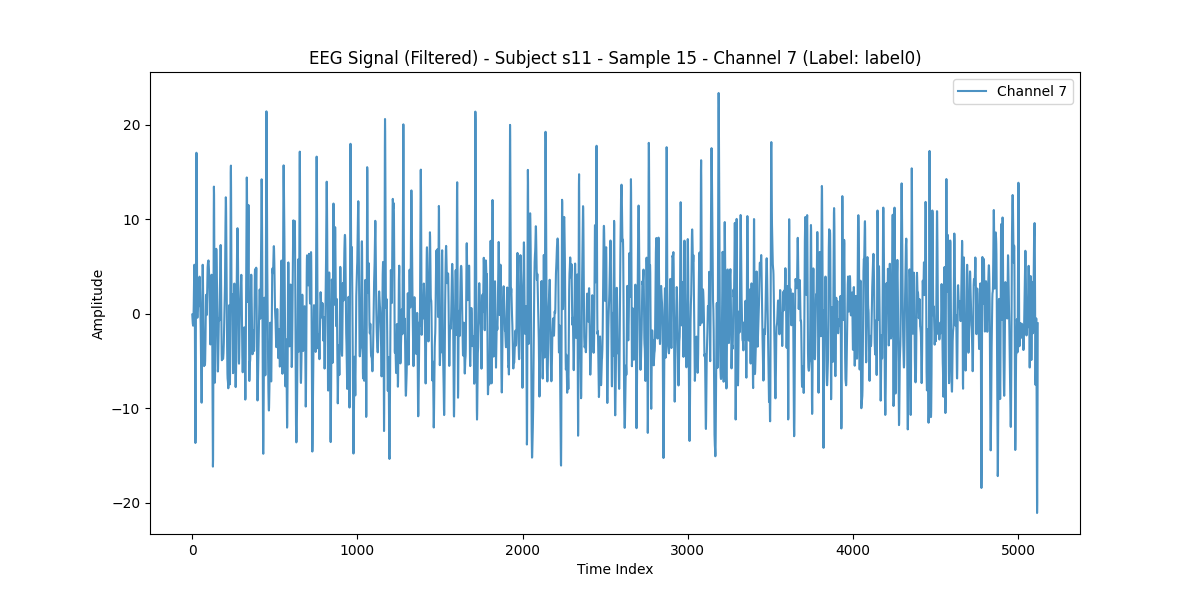 EEG Signal (Filtered) - Subject s11 - Sample 15 - Channel 7 (Label: label0)
Channel 7
20
10
0
−10
−20
Amplitude
0 1000 2000 3000 4000 5000
Time Index